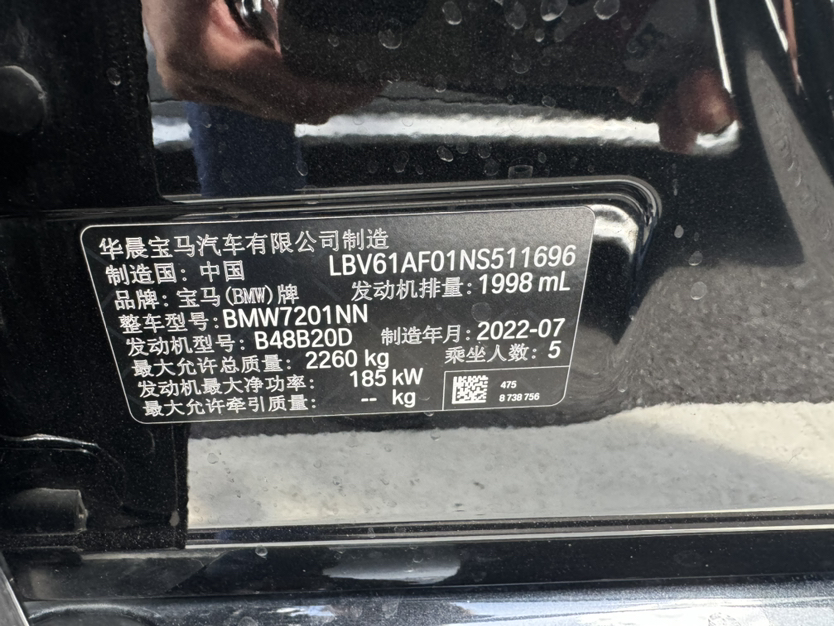 华晨宝马汽车有限公司制造
制造国：中国 LBV61AF01NS511696
品牌：宝马(BMW)牌 发动机排量：1998 mL
整车型号：BMW7201NN
发动机型号：B48B20D 制造年月：2022-07
最大允许总质量：2260 kg 乘坐人数：5
发动机最大净功率：185 kW
最大允许牵引质量：-- kg
475
8 738 756